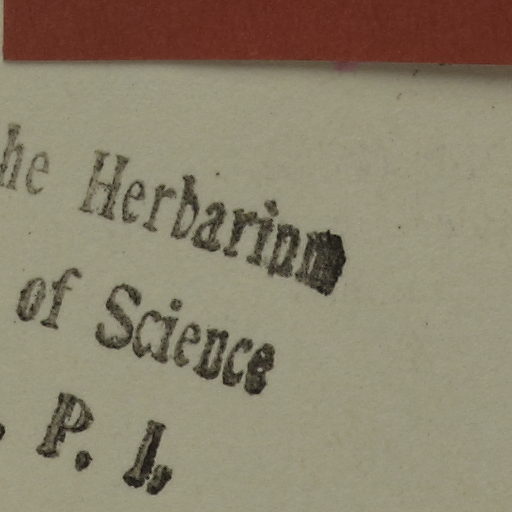 he Herbarium
of Science
. P. I.